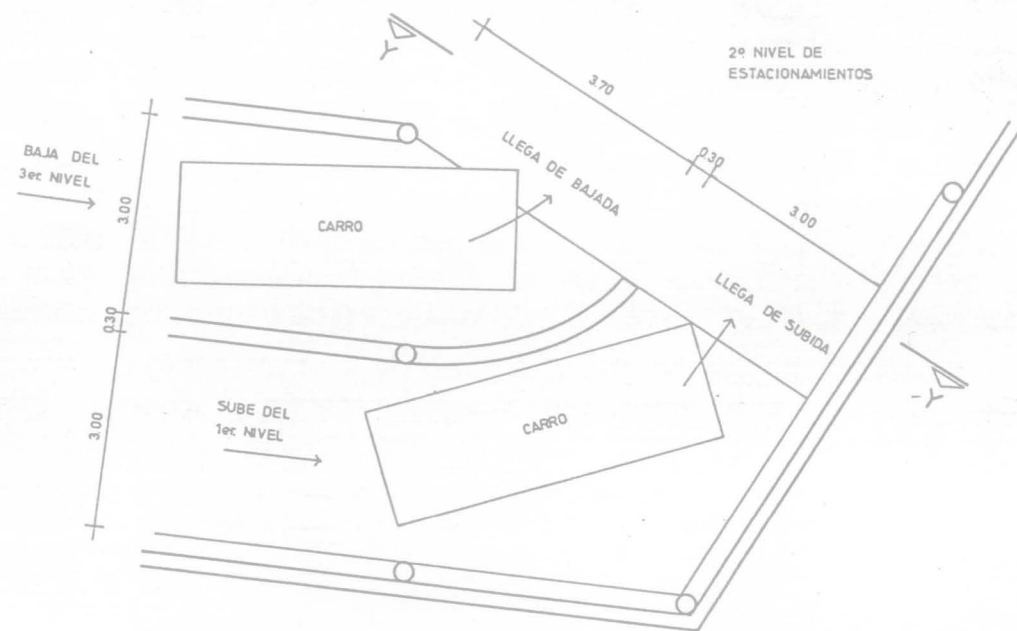 2º NIVEL DE
ESTACIONAMIENTOS
Y
3.70
0.30
3.00
BAJA DEL
3er. NIVEL
3.00
0.30
3.00
LLEGA DE BAJADA
CARRO
LLEGA DE SUBIDA
SUBE DEL
1er. NIVEL
CARRO
-Y